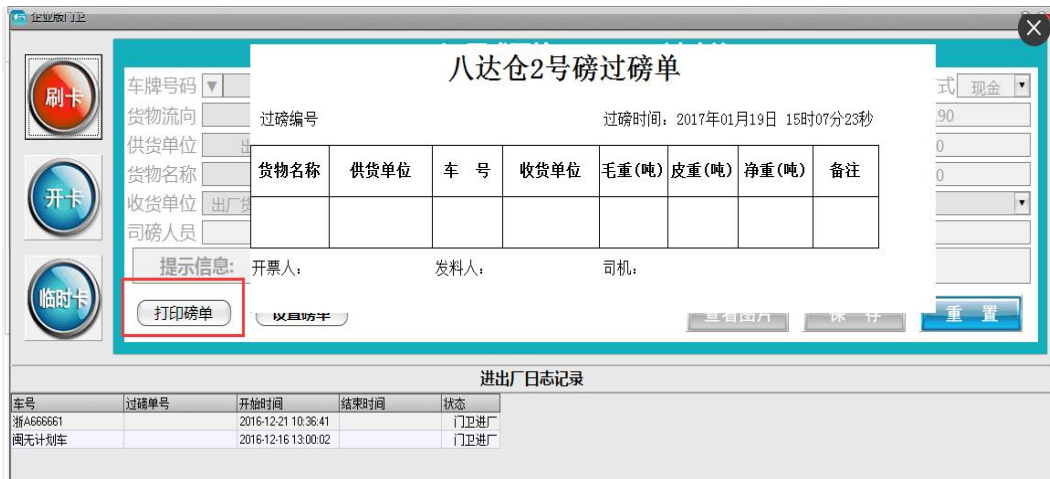 企业版门卫
八达仓2号磅过磅单
过磅编号 过磅时间：2017年01月19日 15时07分23秒
货物名称 供货单位 车 号 收货单位 毛重(吨) 皮重(吨) 净重(吨) 备注
开票人： 发料人： 司机：
刷卡
开卡
临时卡
车牌号码 ▼ 式 现金
货物流向 .90
供货单位 0
货物名称 0
收货单位 出厂货
司磅人员
提示信息:
打印磅单 设置磅单 查看图片 保 存 重 置
进出厂日志记录
车号 过磅单号 开始时间 结束时间 状态
浙A666661 2016-12-21 10:36:41 门卫进厂
闽无计划车 2016-12-16 13:00:02 门卫进厂